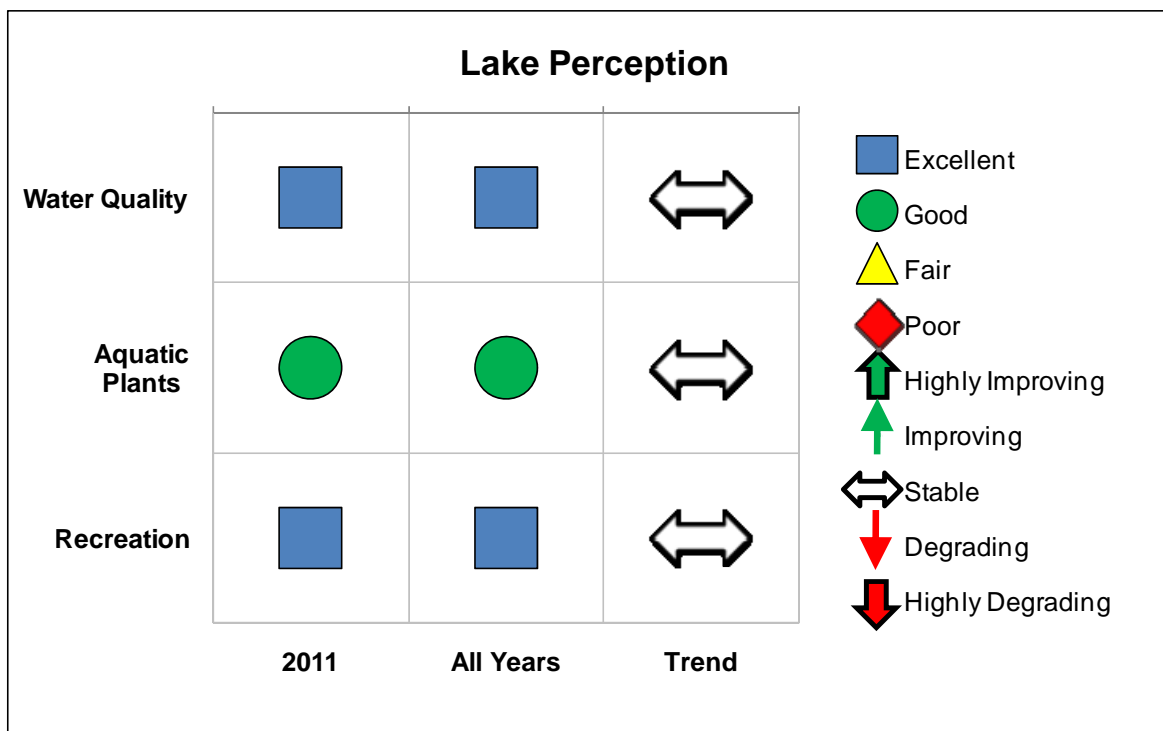 Lake Perception
Water Quality
Aquatic
Plants
Recreation
2011
All Years
Trend
Excellent
Good
Fair
Poor
Highly Improving
Improving
Stable
Degrading
Highly Degrading